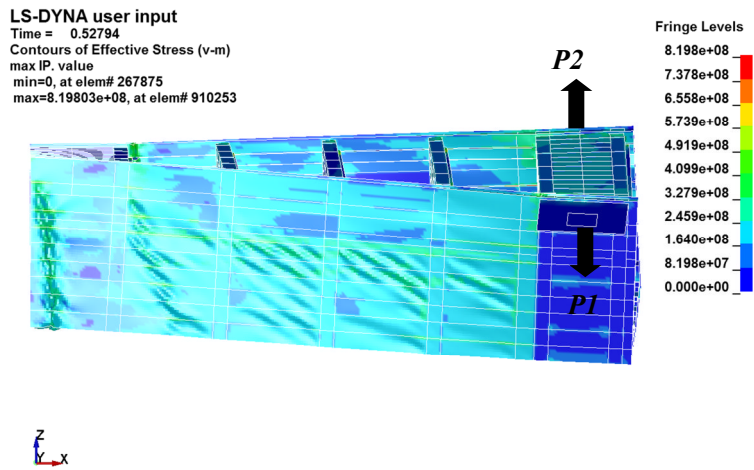 LS-DYNA user input
Time = 0.52794
Contours of Effective Stress (v-m)
max IP. value
min=0, at elem# 267875
max=8.19803e+08, at elem# 910253
Fringe Levels
8.198e+08
7.378e+08
6.558e+08
5.739e+08
4.919e+08
4.099e+08
3.279e+08
2.459e+08
1.640e+08
8.198e+07
0.000e+00
P2
P1
Z
Y X